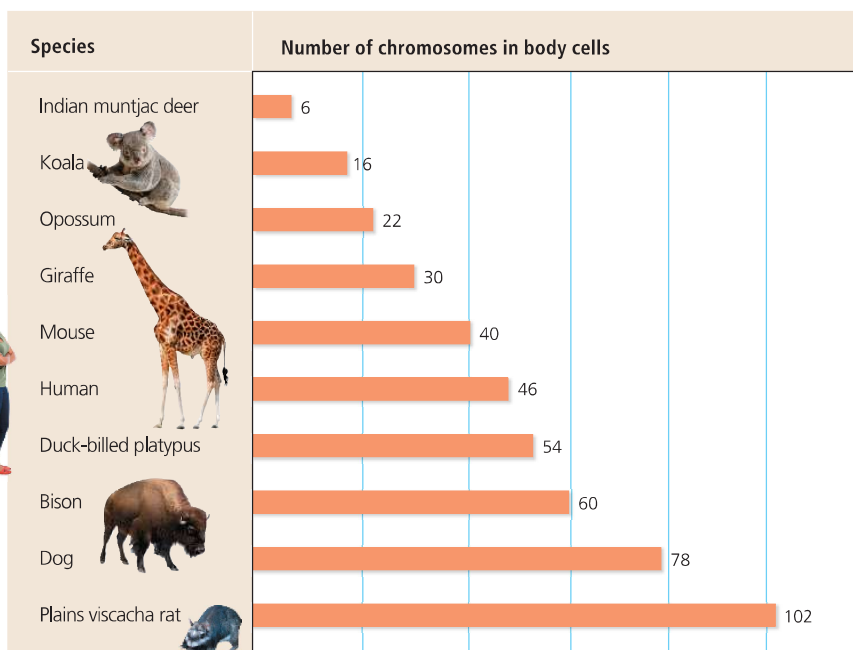 Species Number of chromosomes in body cells
Indian muntjac deer 6
Koala 16
Opossum 22
Giraffe 30
Mouse 40
Human 46
Duck-billed platypus 54
Bison 60
Dog 78
Plains viscacha rat 102